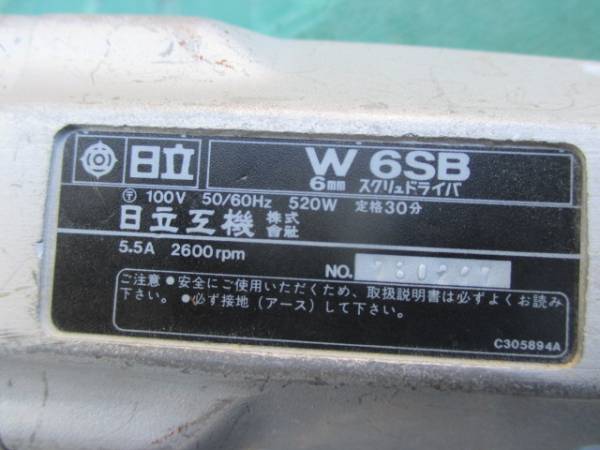 日立 W 6SB
6mm スクリュドライバ
〒 100V 50/60Hz 520W 定格30分
日立工機 株式會社
5.5A 2600rpm
NO.
ご注意 ●安全にご使用いただくため、取扱説明書は必ずよくお読み
下さい。 ●必ず接地（アース）して下さい。
C305894A